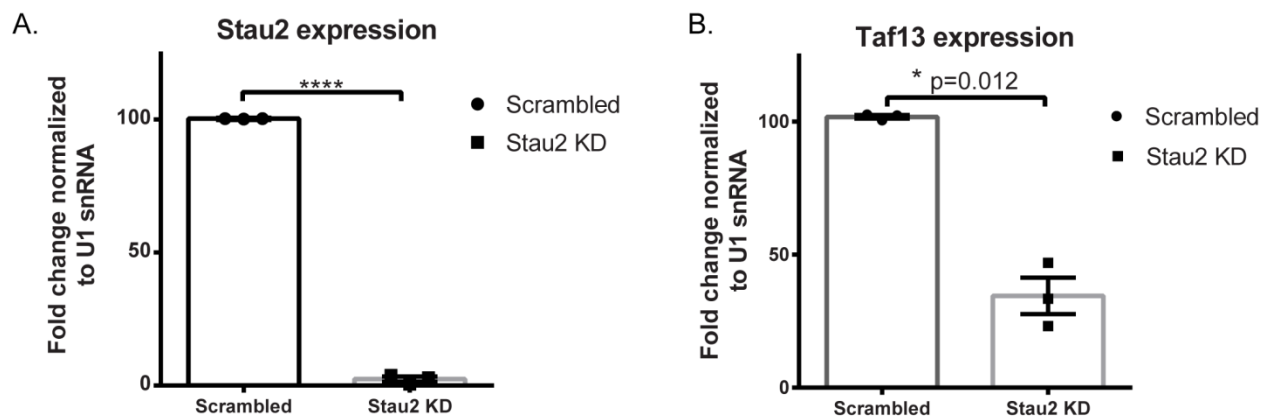 A.
Stau2 expression
Fold change normalized
to U1 snRNA
100
50
0
****
Scrambled
Stau2 KD
Scrambled
Stau2 KD
B.
Taf13 expression
Fold change normalized
to U1 snRNA
100
50
0
* p=0.012
Scrambled
Stau2 KD
Scrambled
Stau2 KD